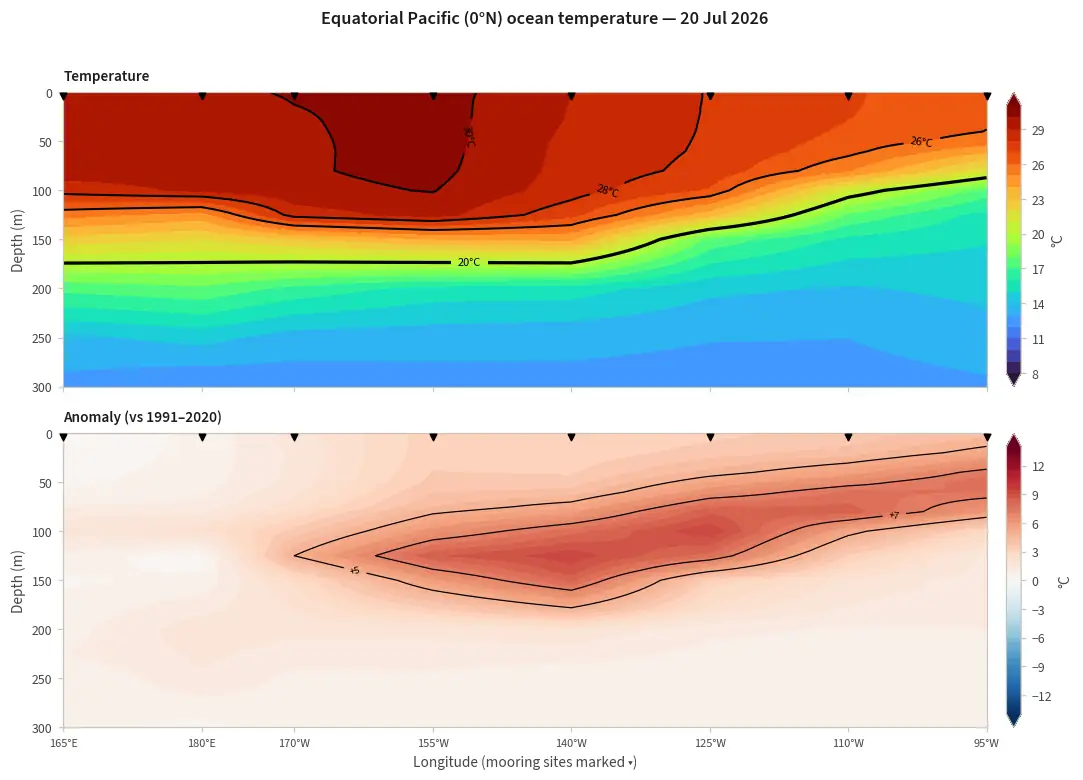 Equatorial Pacific (0°N) ocean temperature — 20 Jul 2026
Temperature
0
50
100
150
200
250
300
Depth (m)
30°C
28°C
26°C
20°C
29
26
23
20
17
14
11
8
°C
Anomaly (vs 1991–2020)
0
50
100
150
200
250
300
Depth (m)
+5
+7
12
9
6
3
0
−3
−6
−9
−12
°C
165°E 180°E 170°W 155°W 140°W 125°W 110°W 95°W
Longitude (mooring sites marked ▾)